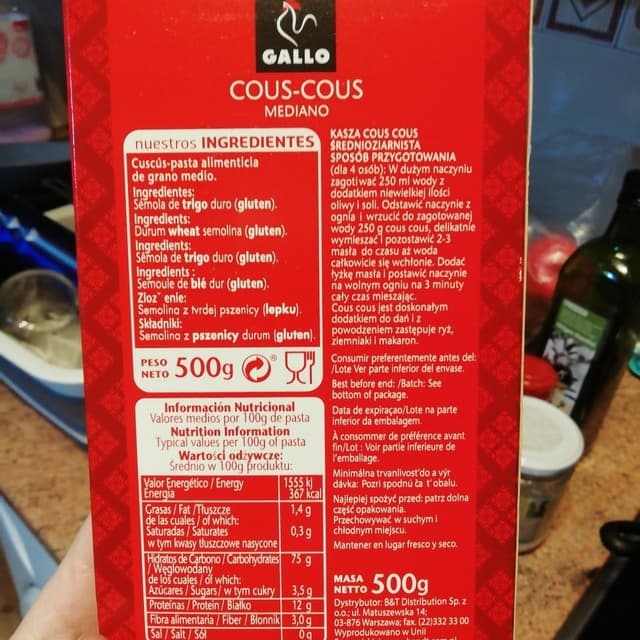 GALLO
COUS-COUS
MEDIANO
nuestros INGREDIENTES
Cuscús-pasta alimenticia
de grano medio.
Ingredientes:
Sémola de trigo duro (gluten).
Ingredients:
Durum wheat semolina (gluten).
Ingredientes:
Sêmola de trigo duro (gluten).
Ingredients :
Semoule de blé dur (gluten).
Zloz˘ enie:
Semolina z tvrdej pszenicy (lepku).
Składniki:
Semolina z pszenicy durum (gluten).
PESO
NETO 500g
Información Nutricional
Valores medios por 100g de pasta
Nutrition Information
Typical values per 100g of pasta
Wartości odżywcze:
Średnio w 100g produktu:
Valor Energético / Energy 1555 kj
Energia 367 kcal
Grasas / Fat /Tłuszcze 1,4 g
de las cuales / of which:
Saturadas / Saturates 0,3 g
w tym kwasy tłuszczowe nasycone
Hidratos de Carbono / Carbohydrates 75 g
/ Węglowodany
de los cuales / of which:
Azúcares / Sugars/ w tym cukry 3,5 g
Proteínas / Protein / Białko 12 g
Fibra alimentaria / Fiber / Błonnik 3,0 g
Sal / Salt / Sół 0 g
KASZA COUS COUS
ŚREDNIOZIARNISTA
SPOSÓB PRZYGOTOWANIA
(dla 4 osób): W dużym naczyniu
zagotiwać 250 ml wody z
dodatkiem niewielkiej ilości
oliwy i soli. Odstawić naczynie z
ognia i wrzucić do zagotowanej
wody 250 g cous cous, delikatnie
wymieszać i pozostawić 2-3
masła do czasu aż woda
całkowicie się wchłonie. Dodać
łyżkę masła i postawić naczynie
na wolnym ogniu na 3 minuty
cały czas mieszając.
Cous cous jest doskonałym
dodatkiem do dań i z
powodzeniem zastępuje ryż,
ziemniaki i makaron.
Consumir preferentemente antes del:
/Lote Ver parte inferior del envase.
Best before end: /Batch: See
bottom of package.
Data de expiraçao/Lote na parte
inferior da embalagem.
À consommer de préférence avant
fin/Lot : Voir partie inferieure de
l'emballage.
Minimálna trvanlivost'do a výr
dávka: Pozri spodnú ča t' obalu.
Najlepiej spożyć przed: patrz dolna
część opakowania.
Przechowywać w suchym i
chłodnym miejscu.
Mantener en lugar fresco y seco.
MASA
NETTO 500g
Dystrybutor: B&T Distribution Sp. z
o.o.; ul. Matuszewska 14;
03-876 Warszawa; fax. (22)332 33 00
Wyprodukowano w Unii